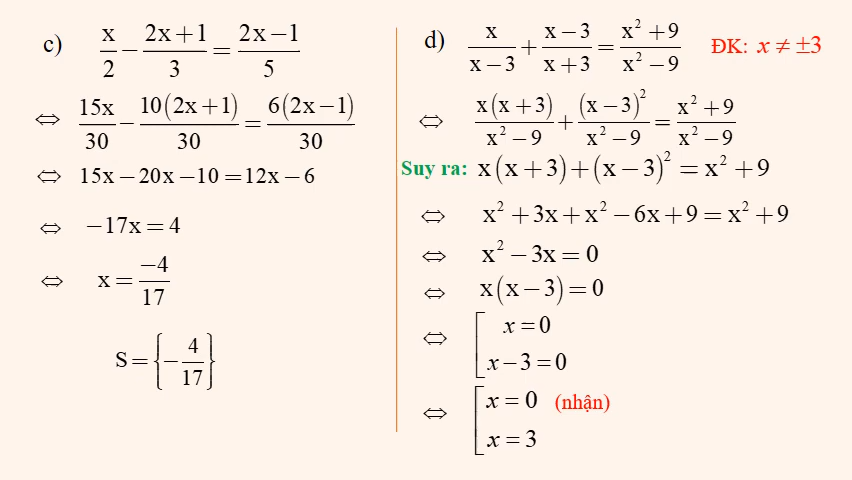 c) x/2 − (2x+1)/3 = (2x−1)/5
⇔ 15x/30 − 10(2x+1)/30 = 6(2x−1)/30
⇔ 15x − 20x − 10 = 12x − 6
⇔ −17x = 4
⇔ x = −4/17
S = {−4/17}
d) x/(x−3) + (x−3)/(x+3) = (x²+9)/(x²−9) ĐK: x ≠ ±3
⇔ x(x+3)/(x²−9) + (x−3)²/(x²−9) = (x²+9)/(x²−9)
Suy ra: x(x+3)+(x−3)² = x²+9
⇔ x²+3x+x²−6x+9 = x²+9
⇔ x²−3x=0
⇔ x(x−3)=0
⇔ [ x=0
x−3=0
⇔ [ x=0 (nhận)
x=3